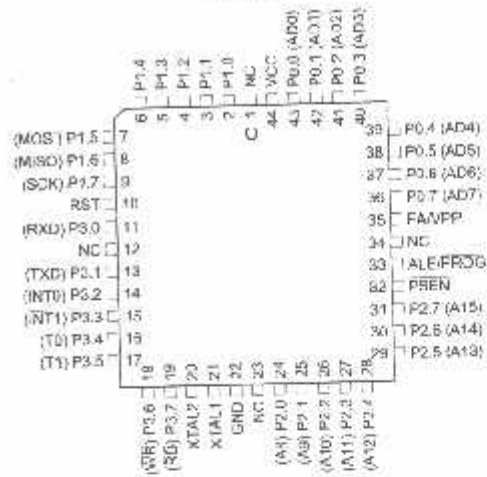 P1.4
P1.3
P1.2
P1.1
P1.0
NC
VCC
P0.0 (AD0)
P0.1 (AD1)
P0.2 (AD2)
P0.3 (AD3)
6 5 4 3 2 1 44 43 42 41 40
(MOSI) P1.5 7
(MISO) P1.6 8
(SCK) P1.7 9
RST 10
(RXD) P3.0 11
NC 12
(TXD) P3.1 13
(INT0) P3.2 14
(INT1) P3.3 15
(T0) P3.4 16
(T1) P3.5 17
39 P0.4 (AD4)
38 P0.5 (AD5)
37 P0.6 (AD6)
36 P0.7 (AD7)
35 EA/VPP
34 NC
33 ALE/PROG
32 PSEN
31 P2.7 (A15)
30 P2.6 (A14)
29 P2.5 (A13)
18 19 20 21 22 23 24 25 26 27 28
(WR) P3.6
(RD) P3.7
XTAL2
XTAL1
GND
NC
(A8) P2.0
(A9) P2.1
(A10) P2.2
(A11) P2.3
(A12) P2.4